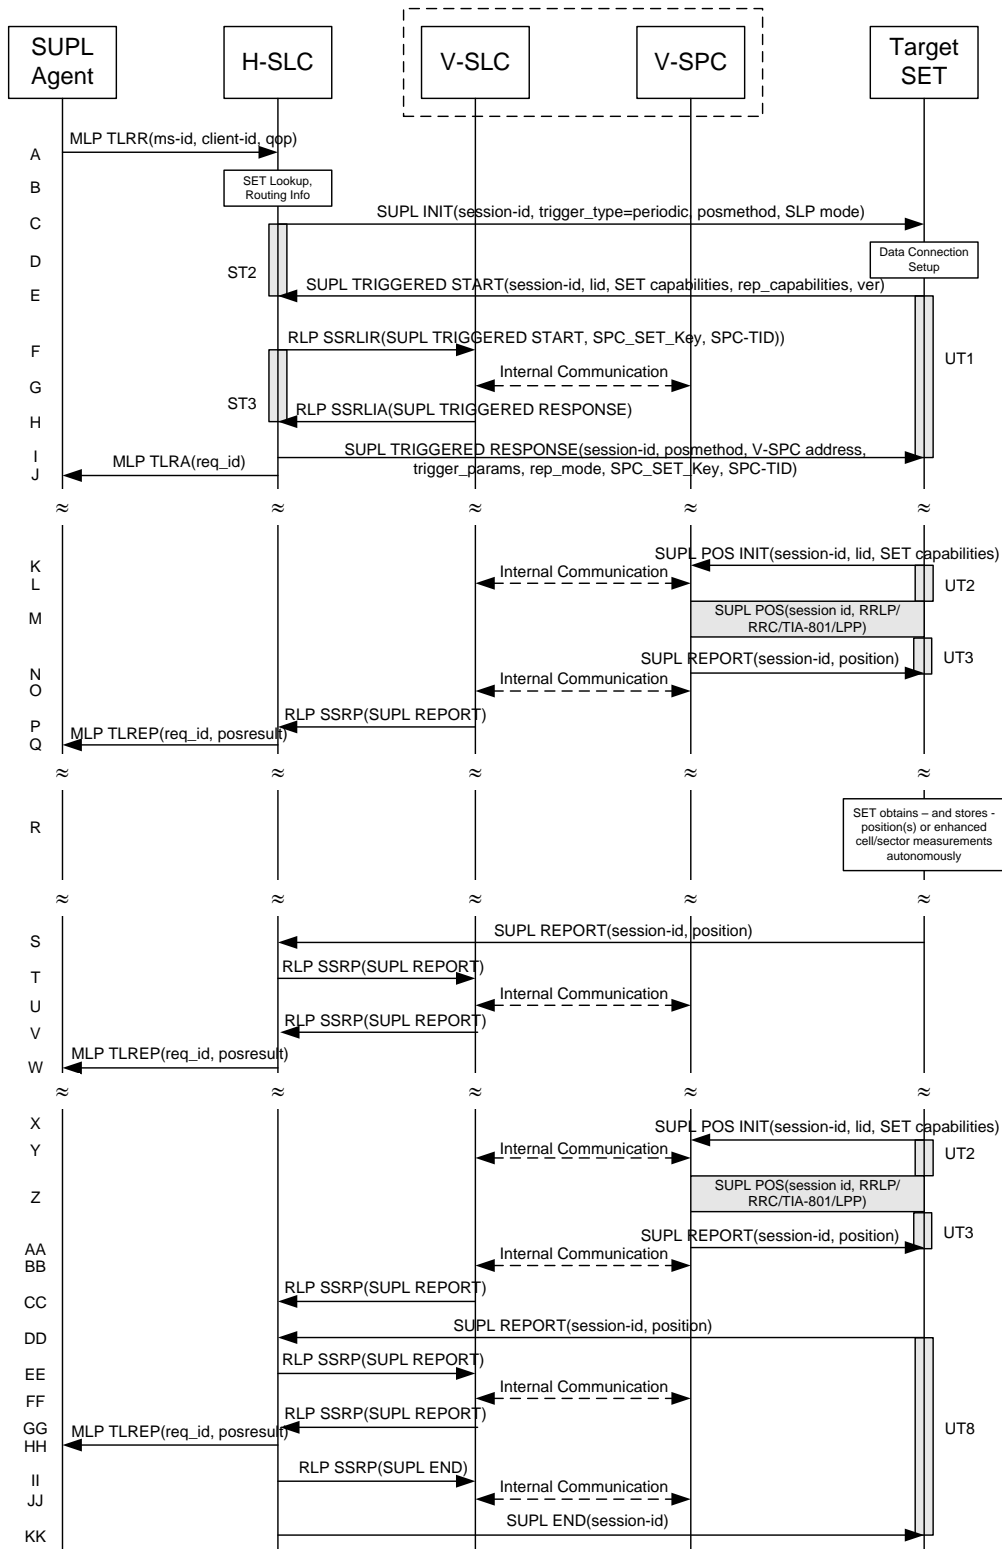 SUPL
Agent
H-SLC
V-SLC
V-SPC
Target
SET
A
MLP TLRR(ms-id, client-id, qop)
B
SET Lookup,
Routing Info
C
SUPL INIT(session-id, trigger_type=periodic, posmethod, SLP mode)
D
ST2
Data Connection
Setup
E
SUPL TRIGGERED START(session-id, lid, SET capabilities, rep_capabilities, ver)
F
RLP SSRLIR(SUPL TRIGGERED START, SPC_SET_Key, SPC-TID))
UT1
G
Internal Communication
ST3
H
RLP SSRLIA(SUPL TRIGGERED RESPONSE)
I
SUPL TRIGGERED RESPONSE(session-id, posmethod, V-SPC address,
trigger_params, rep_mode, SPC_SET_Key, SPC-TID)
J
MLP TLRA(req_id)
≈ ≈ ≈ ≈ ≈
K
SUPL POS INIT(session-id, lid, SET capabilities)
L
Internal Communication
UT2
M
SUPL POS(session id, RRLP/
RRC/TIA-801/LPP)
N
SUPL REPORT(session-id, position)
UT3
O
Internal Communication
P
RLP SSRP(SUPL REPORT)
Q
MLP TLREP(req_id, posresult)
≈ ≈ ≈ ≈ ≈
R
SET obtains – and stores -
position(s) or enhanced
cell/sector measurements
autonomously
≈ ≈ ≈ ≈ ≈
S
SUPL REPORT(session-id, position)
T
RLP SSRP(SUPL REPORT)
U
Internal Communication
V
RLP SSRP(SUPL REPORT)
W
MLP TLREP(req_id, posresult)
≈ ≈ ≈ ≈ ≈
X
SUPL POS INIT(session-id, lid, SET capabilities)
Y
Internal Communication
UT2
Z
SUPL POS(session id, RRLP/
RRC/TIA-801/LPP)
AA
SUPL REPORT(session-id, position)
UT3
BB
Internal Communication
CC
RLP SSRP(SUPL REPORT)
DD
SUPL REPORT(session-id, position)
EE
RLP SSRP(SUPL REPORT)
FF
Internal Communication
GG
RLP SSRP(SUPL REPORT)
UT8
HH
MLP TLREP(req_id, posresult)
II
RLP SSRP(SUPL END)
JJ
Internal Communication
KK
SUPL END(session-id)